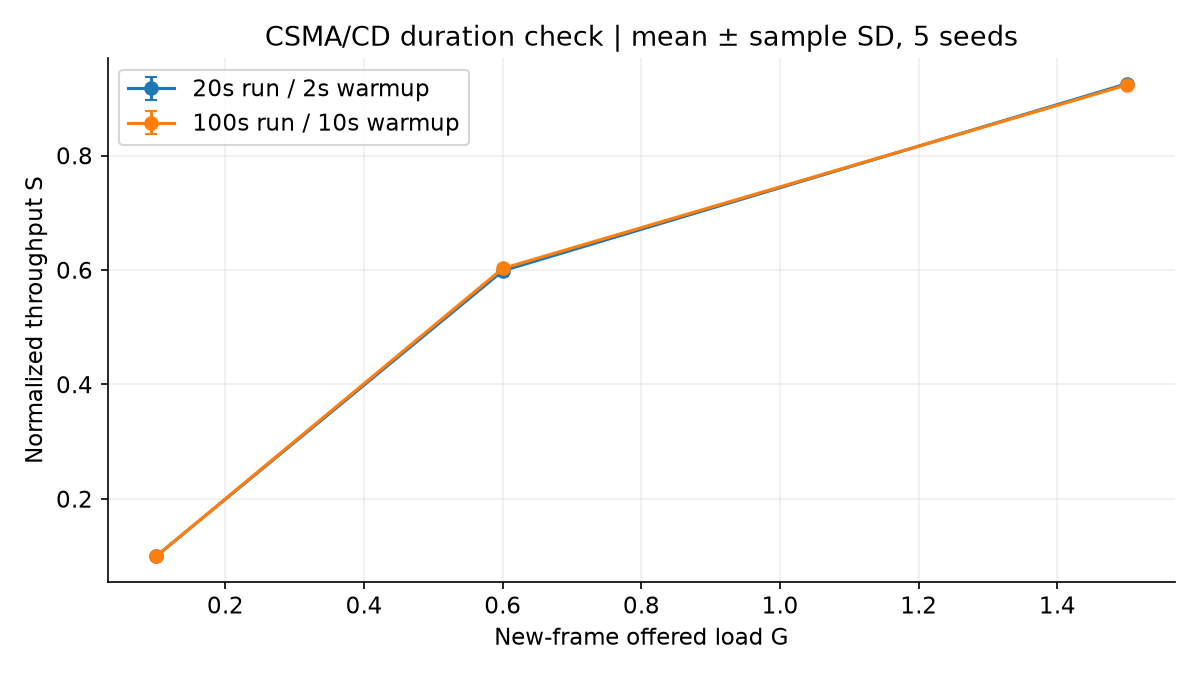 CSMA/CD duration check | mean ± sample SD, 5 seeds
20s run / 2s warmup
100s run / 10s warmup
Normalized throughput S
0.8
0.6
0.4
0.2
0.2 0.4 0.6 0.8 1.0 1.2 1.4
New-frame offered load G